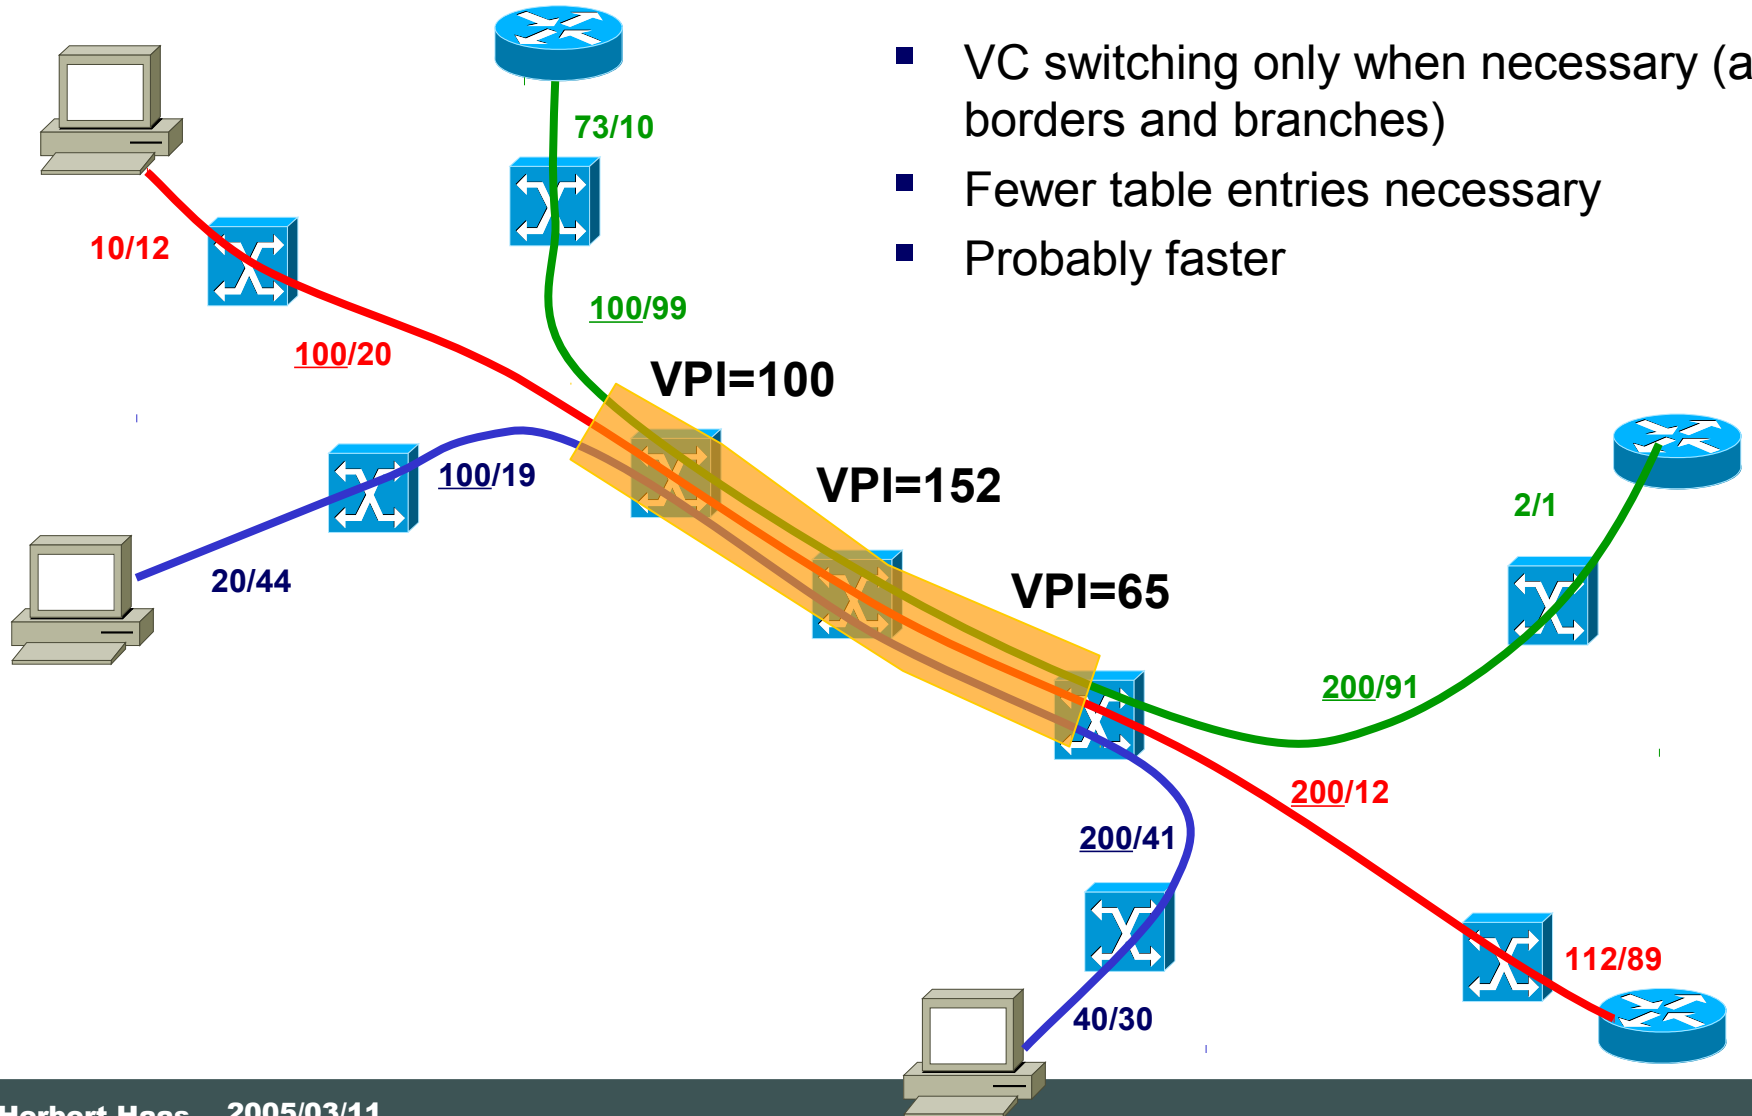 VC switching only when necessary (a
borders and branches)
Fewer table entries necessary
Probably faster
73/10
10/12
100/99
100/20
VPI=100
100/19
VPI=152
2/1
20/44
VPI=65
200/91
200/12
200/41
112/89
40/30
Herbert Haas 2005/03/11